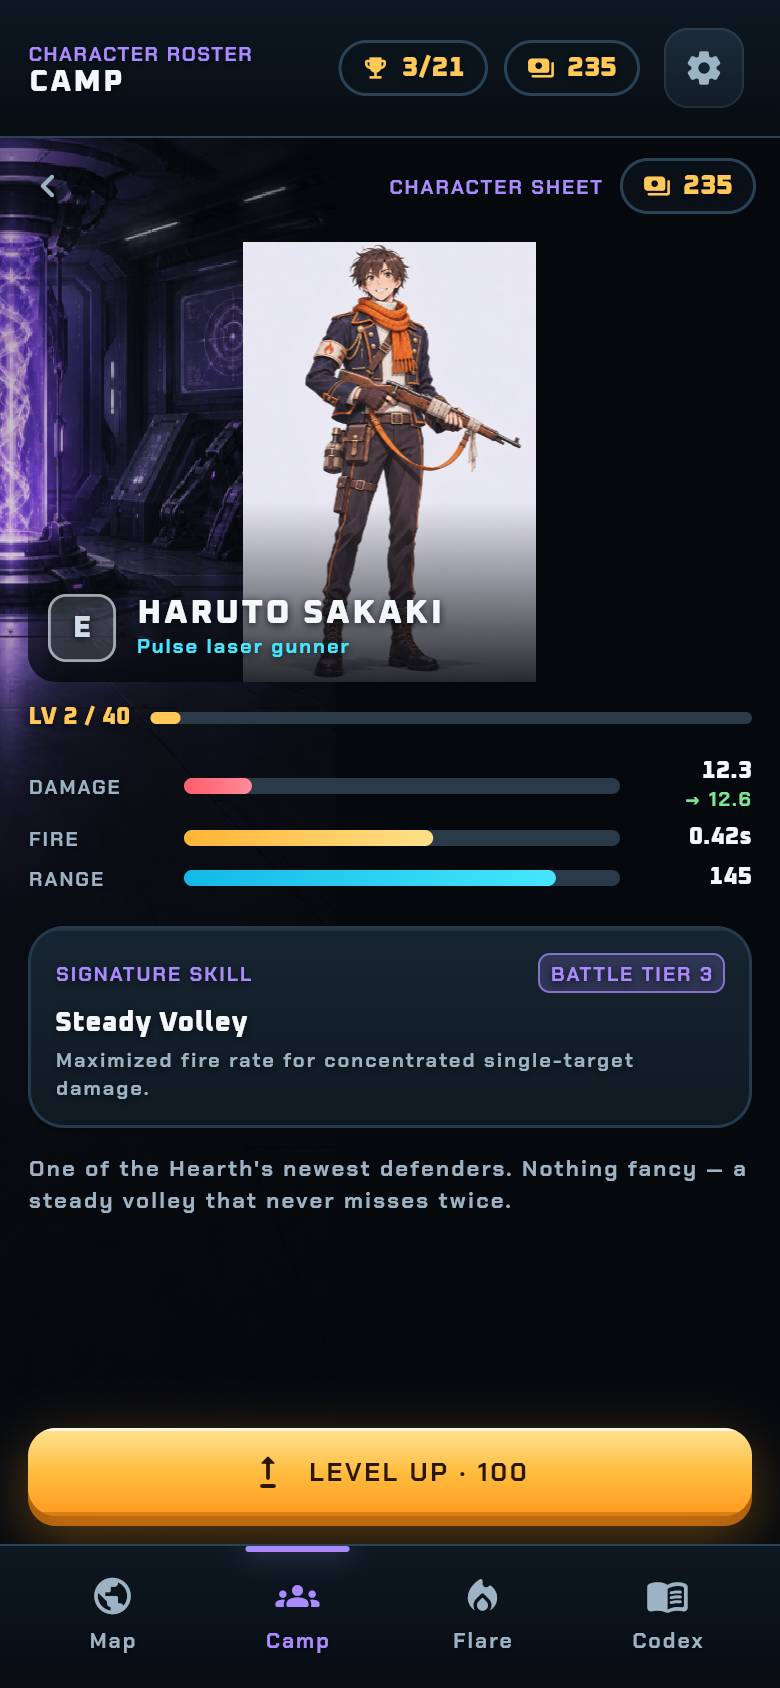 CHARACTER ROSTER
CAMP
3/21
235
CHARACTER SHEET
235
E
HARUTO SAKAKI
Pulse laser gunner
LV 2 / 40
DAMAGE
12.3
→ 12.6
FIRE
0.42s
RANGE
145
SIGNATURE SKILL
BATTLE TIER 3
Steady Volley
Maximized fire rate for concentrated single-target
damage.
One of the Hearth's newest defenders. Nothing fancy — a
steady volley that never misses twice.
LEVEL UP · 100
Map
Camp
Flare
Codex